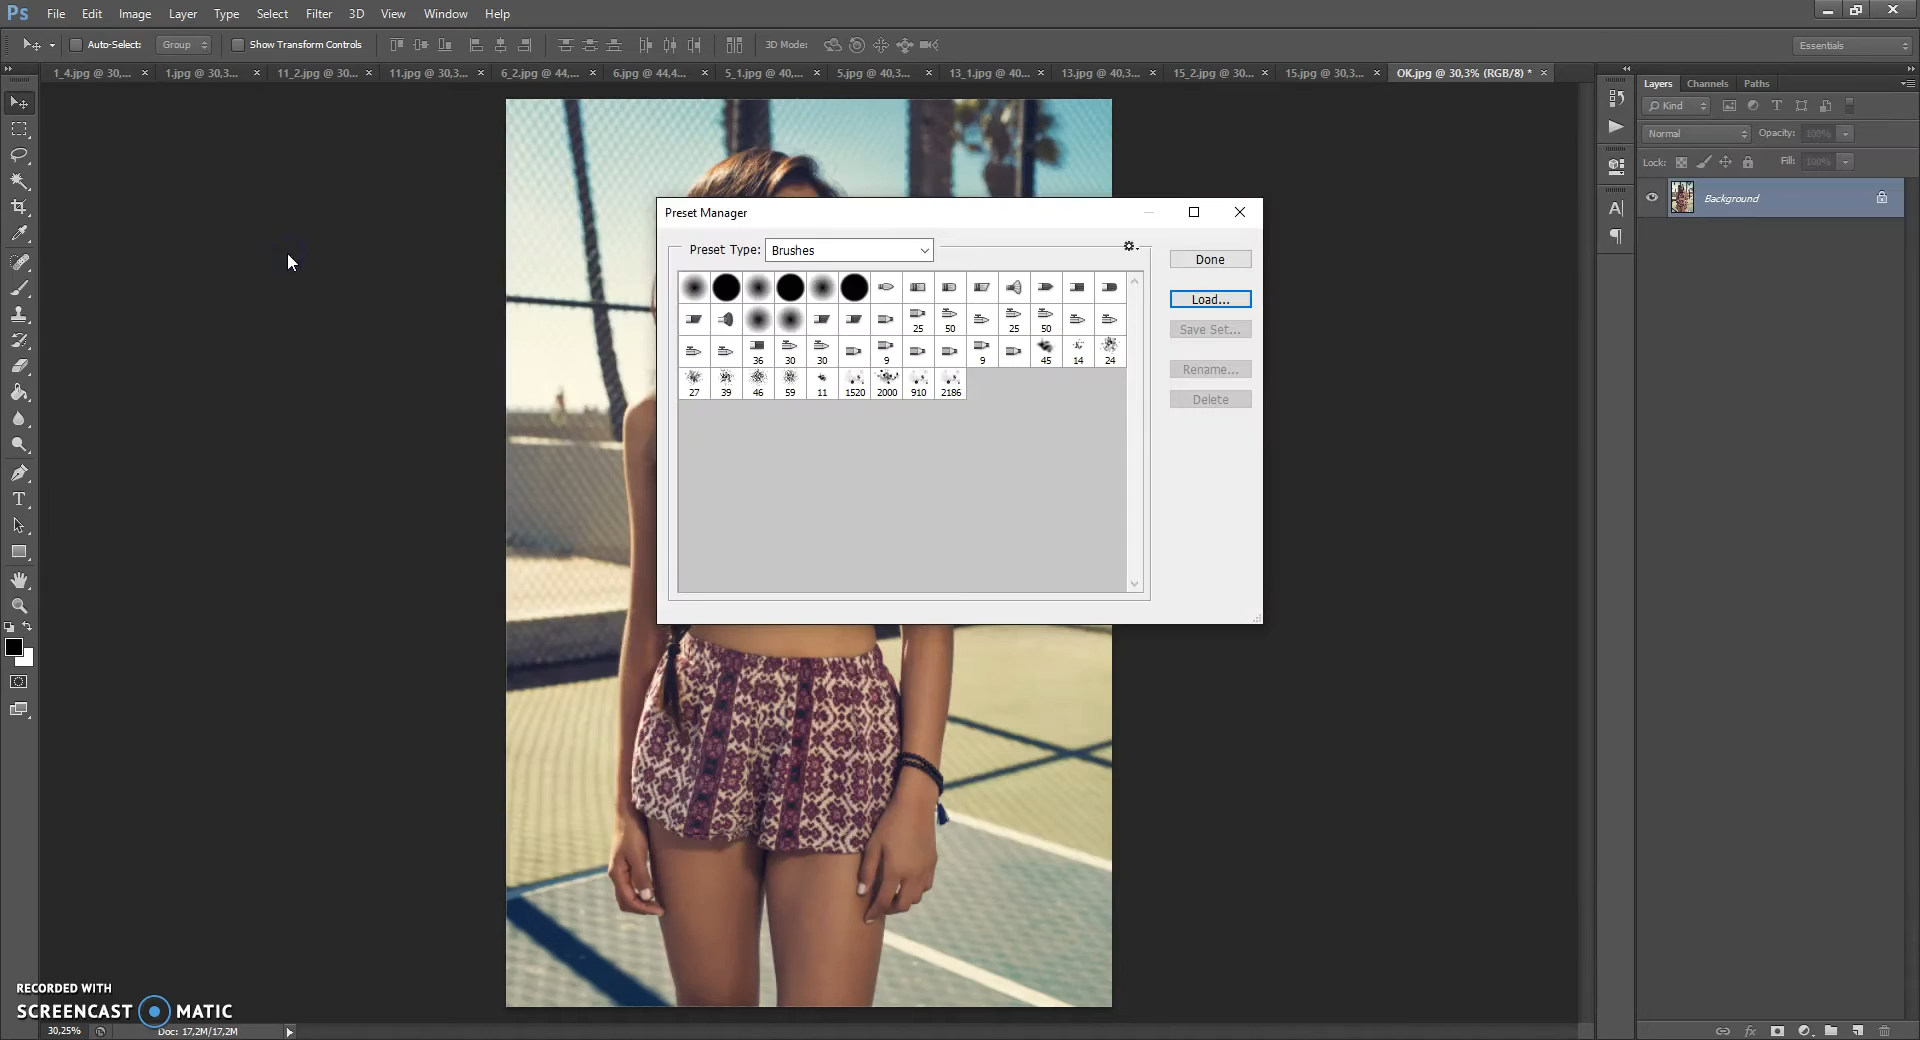 Ps File Edit Image Layer Type Select Filter 3D View Window Help
Auto-Select: Group Show Transform Controls 3D Mode: Essentials
1_4.jpg @ 30,... 1.jpg @ 30,3... 11_2.jpg @ 30... 11.jpg @ 30,3... 6_2.jpg @ 44,... 6.jpg @ 44,4... 5_1.jpg @ 40,... 5.jpg @ 40,3... 13_1.jpg @ 40... 13.jpg @ 40,3... 15_2.jpg @ 30... 15.jpg @ 30,3... OK.jpg @ 30,3% (RGB/8) *
Layers Channels Paths
Kind
Normal Opacity: 100%
Lock: Fill: 100%
Background
Preset Manager
Preset Type: Brushes
Done
Load...
Save Set...
Rename...
Delete
25 50 25 50
36 30 30 9 9 45 14 24
27 39 46 59 11 1520 2000 910 2186
RECORDED WITH
SCREENCAST MATIC
30,25% Doc: 17,2M/17,2M